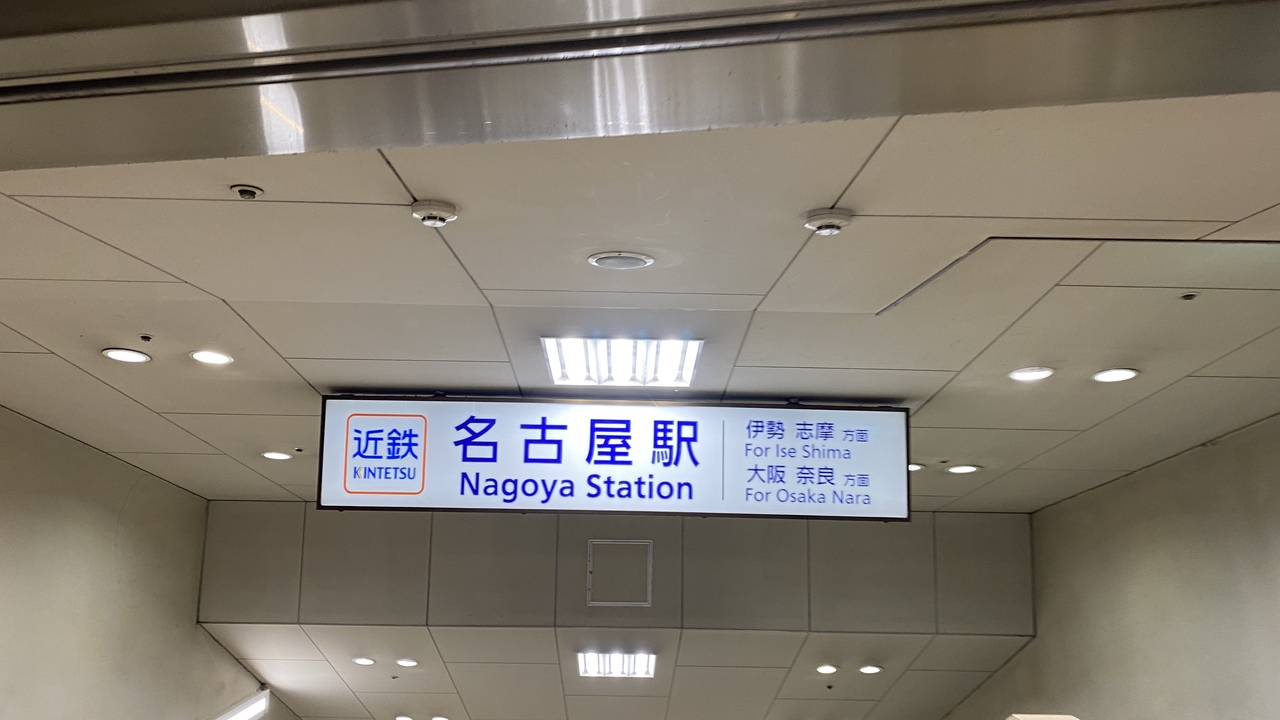 近鉄
KINTETSU
名古屋駅
Nagoya Station
伊勢 志摩 方面
For Ise Shima
大阪 奈良 方面
For Osaka Nara